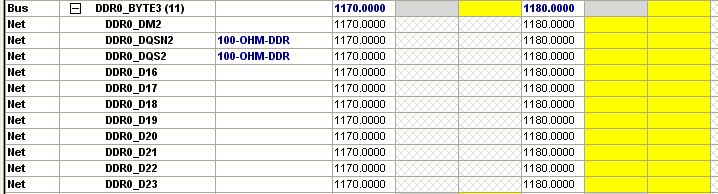 Bus DDR0_BYTE3 (11) 1170.0000 1180.0000
Net DDR0_DM2 1170.0000 1180.0000
Net DDR0_DQSN2 100-OHM-DDR 1170.0000 1180.0000
Net DDR0_DQS2 100-OHM-DDR 1170.0000 1180.0000
Net DDR0_D16 1170.0000 1180.0000
Net DDR0_D17 1170.0000 1180.0000
Net DDR0_D18 1170.0000 1180.0000
Net DDR0_D19 1170.0000 1180.0000
Net DDR0_D20 1170.0000 1180.0000
Net DDR0_D21 1170.0000 1180.0000
Net DDR0_D22 1170.0000 1180.0000
Net DDR0_D23 1170.0000 1180.0000